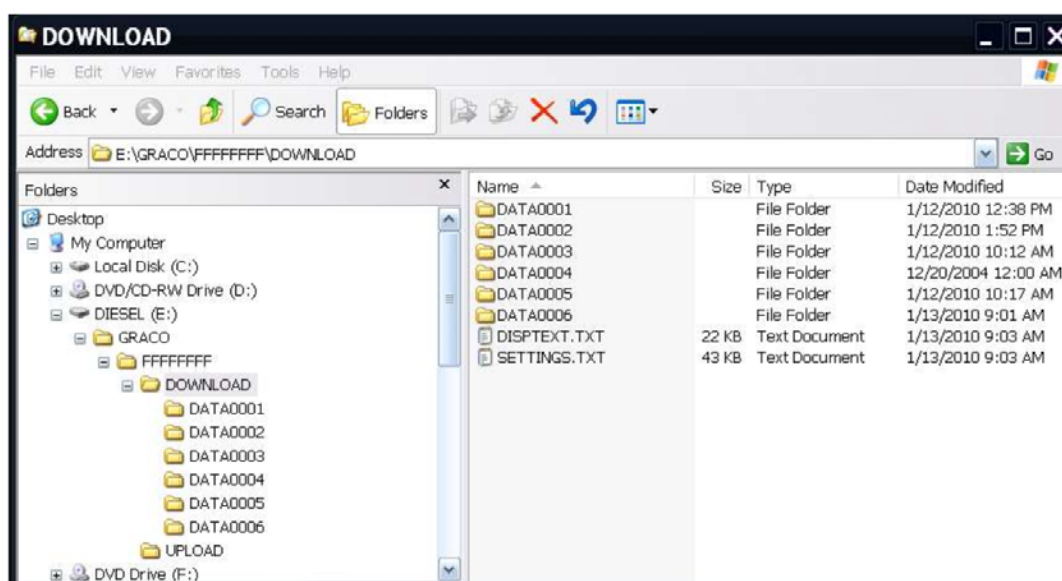 DOWNLOAD
File Edit View Favorites Tools Help
Back Search Folders
Address E:\GRACO\FFFFFFFF\DOWNLOAD Go
Folders
Desktop
My Computer
Local Disk (C:)
DVD/CD-RW Drive (D:)
DIESEL (E:)
GRACO
FFFFFFFF
DOWNLOAD
DATA0001
DATA0002
DATA0003
DATA0004
DATA0005
DATA0006
UPLOAD
DVD Drive (F:)
Name Size Type Date Modified
DATA0001 File Folder 1/12/2010 12:38 PM
DATA0002 File Folder 1/12/2010 1:52 PM
DATA0003 File Folder 1/12/2010 10:12 AM
DATA0004 File Folder 12/20/2004 12:00 AM
DATA0005 File Folder 1/12/2010 10:17 AM
DATA0006 File Folder 1/13/2010 9:01 AM
DISPTEXT.TXT 22 KB Text Document 1/13/2010 9:03 AM
SETTINGS.TXT 43 KB Text Document 1/13/2010 9:03 AM